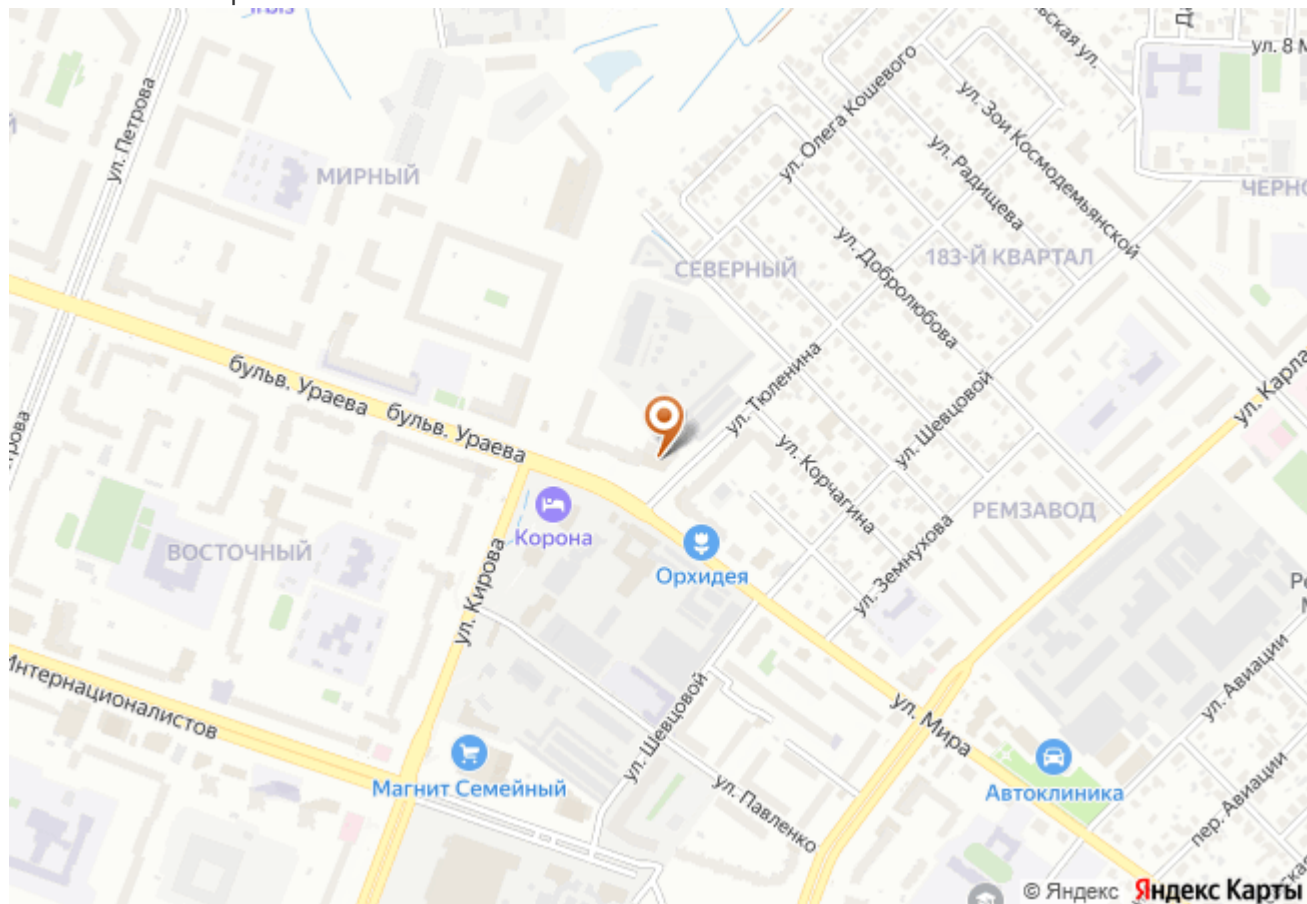 ул. 8 М
ул. Петрова
МИРНЫЙ
ул. Олега Кошевого
ул. Зои Космодемьянской
ул. Радищева
ул. Добролюбова
183-Й КВАРТАЛ
СЕВЕРНЫЙ
ЧЕРНО
бульв. Ураева
бульв. Ураева
ул. Тюленина
ул. Шевцовой
ул. Карла
ул. Корчагина
ул. Земнухова
РЕМЗАВОД
Корона
Орхидея
ВОСТОЧНЫЙ
ул. Кирова
Интернационалистов
ул. Шевцовой
ул. Мира
ул. Авиации
Магнит Семейный
ул. Павленко
Автоклиника
пер. Авиации
© Яндекс Яндекс Карты